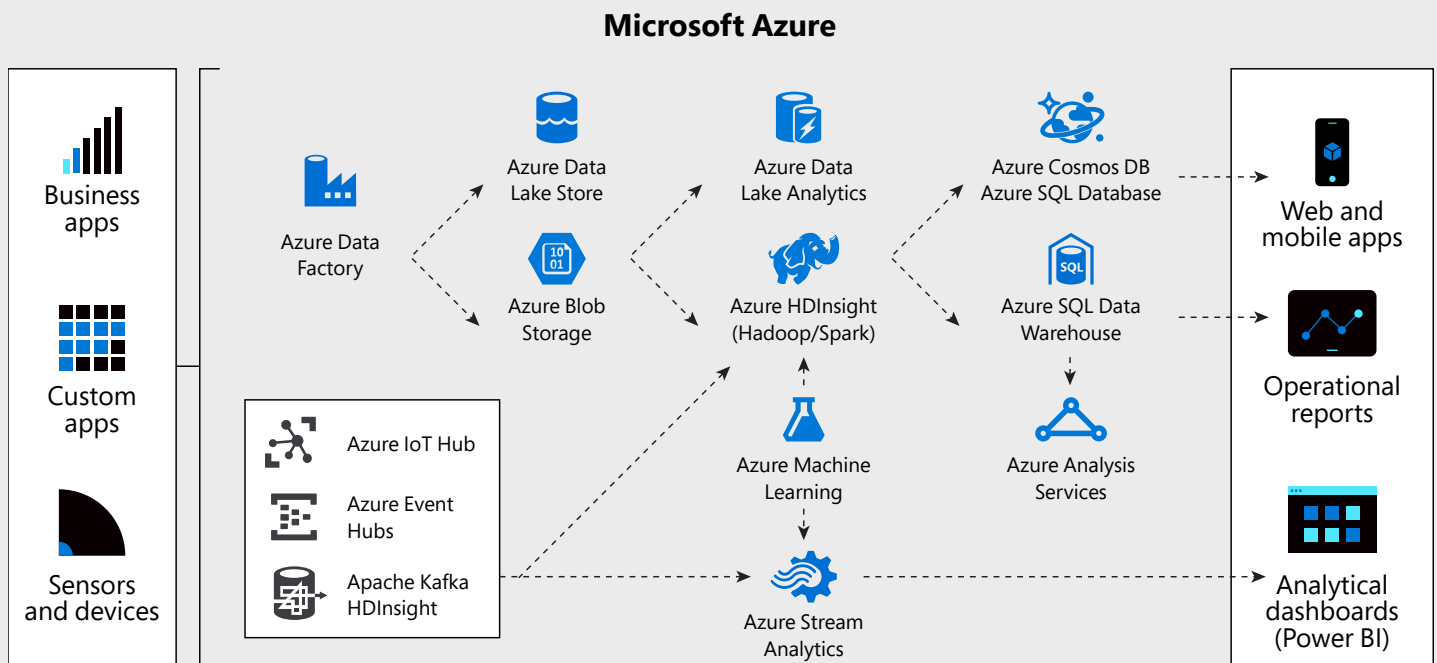 Microsoft Azure
Business
apps
Custom
apps
Sensors
and devices
Azure Data
Factory
Azure Data
Lake Store
Azure Blob
Storage
10
01
Azure Data
Lake Analytics
Azure HDInsight
(Hadoop/Spark)
Azure Cosmos DB
Azure SQL Database
SQL
Azure SQL Data
Warehouse
Azure IoT Hub
Azure Event
Hubs
Apache Kafka
HDInsight
Azure Machine
Learning
Azure Analysis
Services
Azure Stream
Analytics
Web and
mobile apps
Operational
reports
Analytical
dashboards
(Power BI)